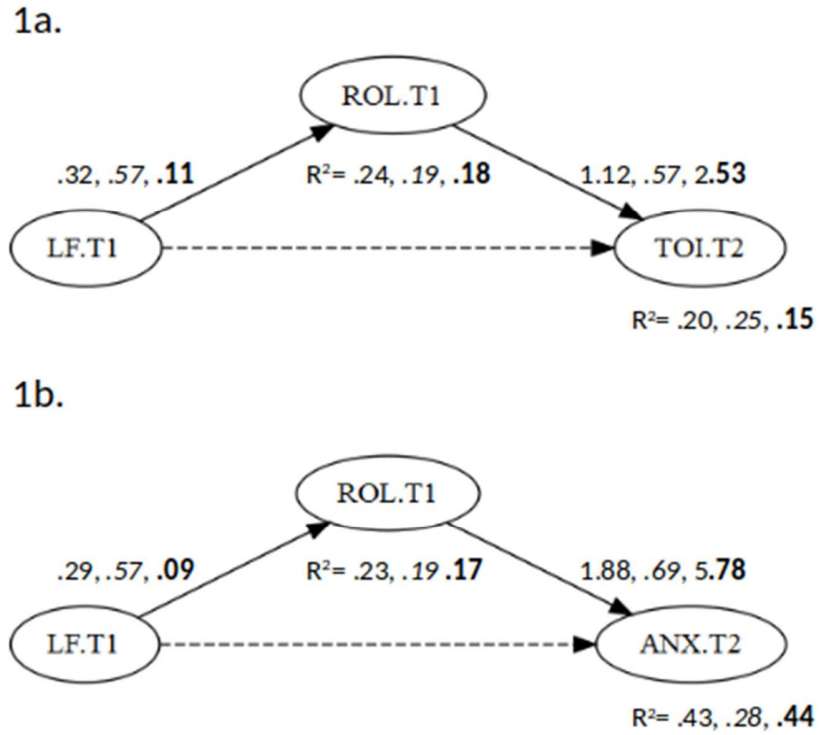 1a.
ROL.T1
.32, .57, .11
R²= .24, .19, .18
1.12, .57, 2.53
LF.T1
TOI.T2
R²= .20, .25, .15
1b.
ROL.T1
.29, .57, .09
R²= .23, .19 .17
1.88, .69, 5.78
LF.T1
ANX.T2
R²= .43, .28, .44